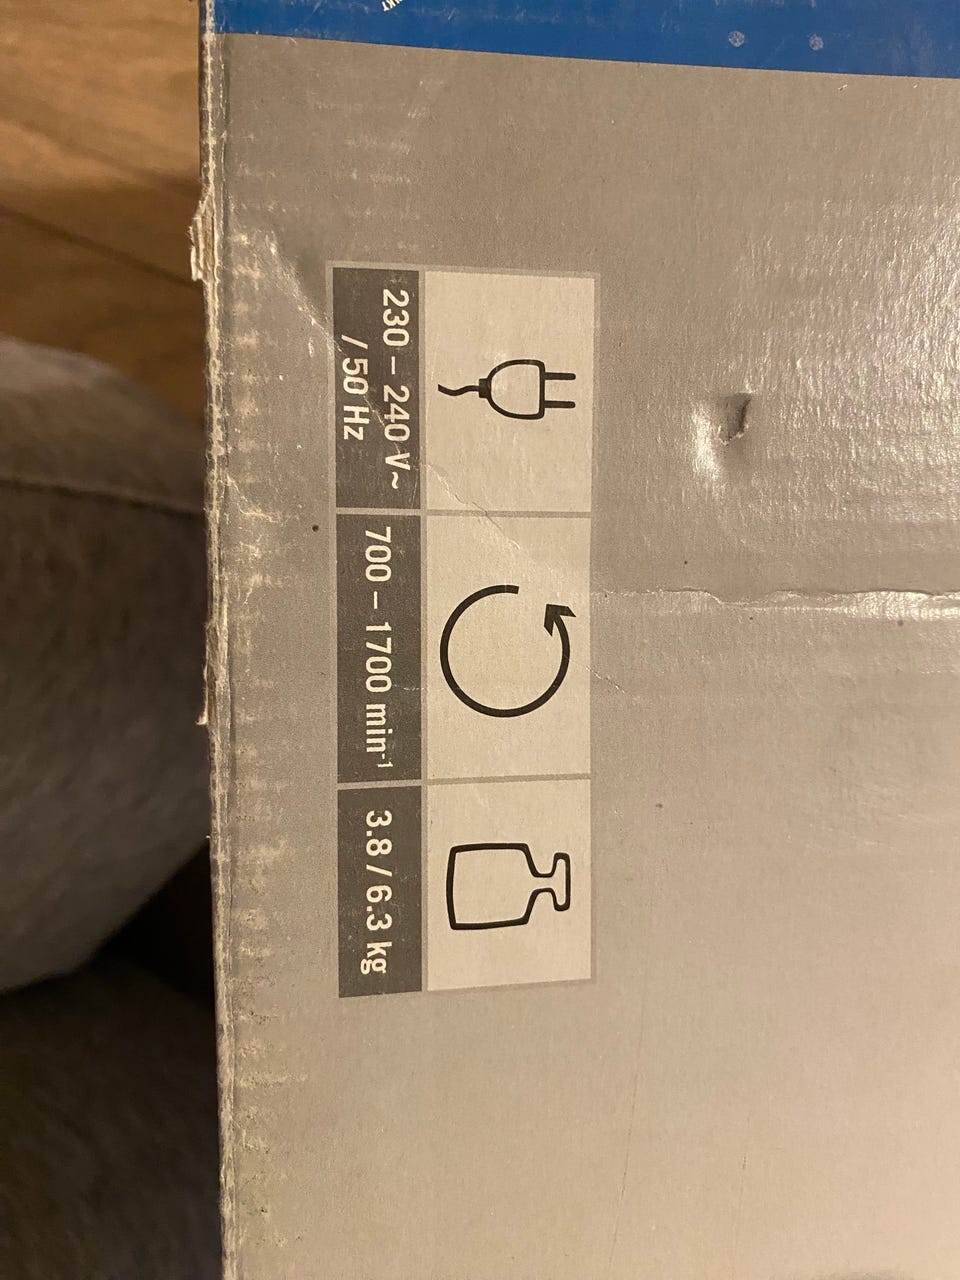 230 – 240 V~
/ 50 Hz
700 – 1700 min⁻¹
3.8 / 6.3 kg